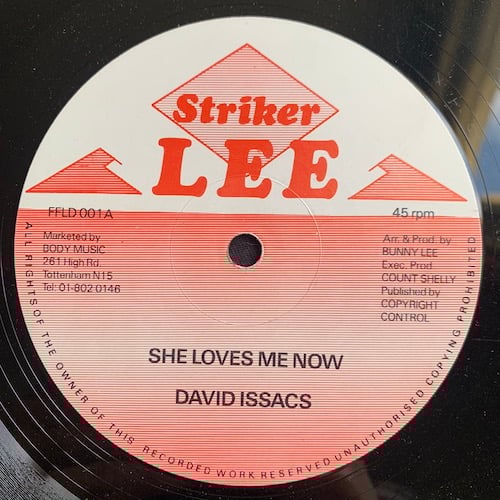 Striker
LEE
FFLD 001A
Marketed by
BODY MUSIC
261 High Rd.
Tottenham N15
Tel: 01-802 0146
45 rpm
Arr. & Prod. by
BUNNY LEE
Exec. Prod
COUNT SHELLY
Published by
COPYRIGHT
CONTROL
SHE LOVES ME NOW
DAVID ISSACS
ALL RIGHTS OF THE OWNER OF THIS RECORDED WORK RESERVED UNAUTHORISED COPYING PROHIBITED